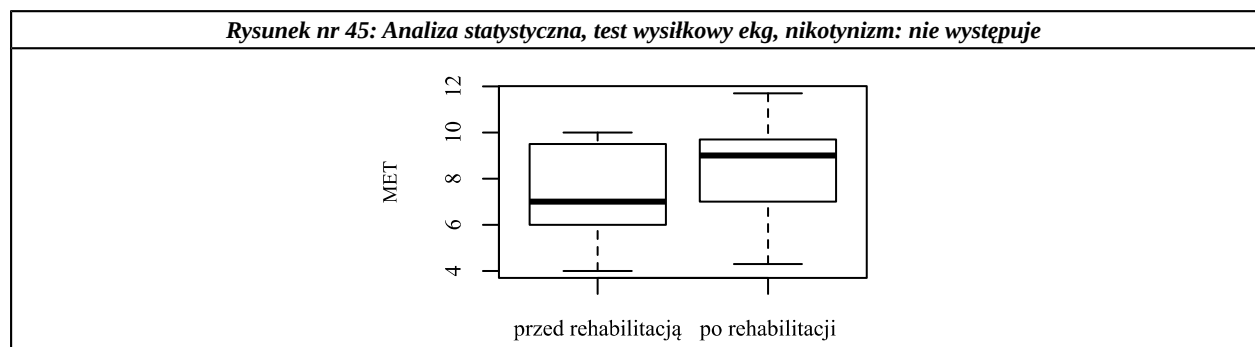 Rysunek nr 45: Analiza statystyczna, test wysiłkowy ekg, nikotynizm: nie występuje
12
10
8
6
4
MET
przed rehabilitacją po rehabilitacji